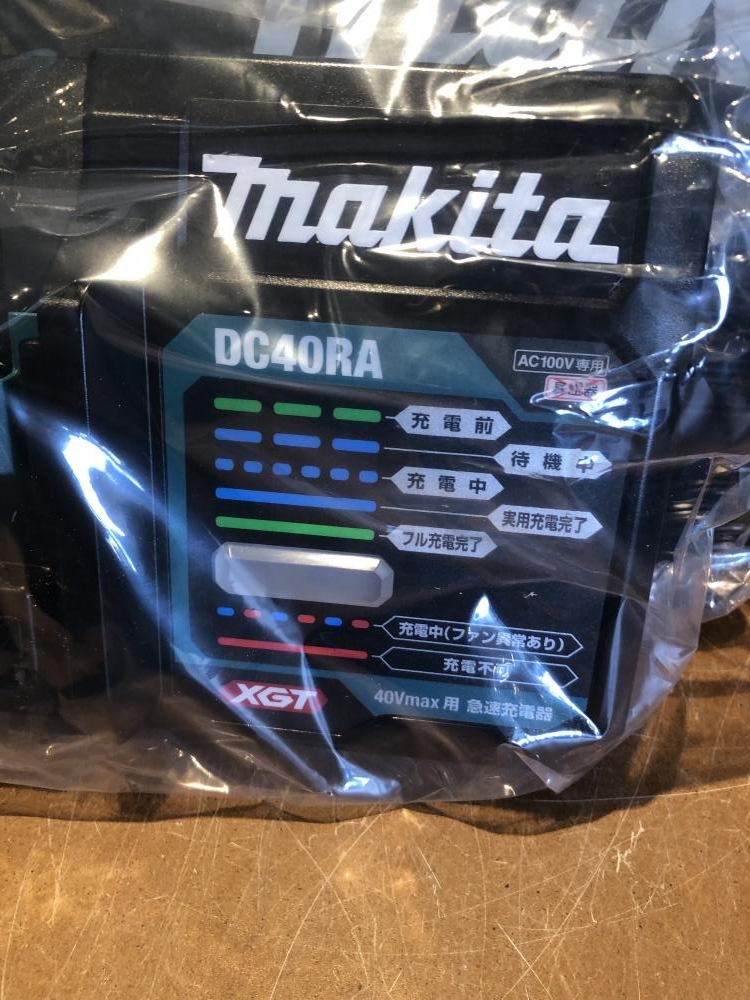 makita
DC40RA
AC100V専用
昇圧器
充電前
待機中
充電中
実用充電完了
フル充電完了
充電中(ファン異常あり)
充電不可
XGT
40Vmax用 急速充電器